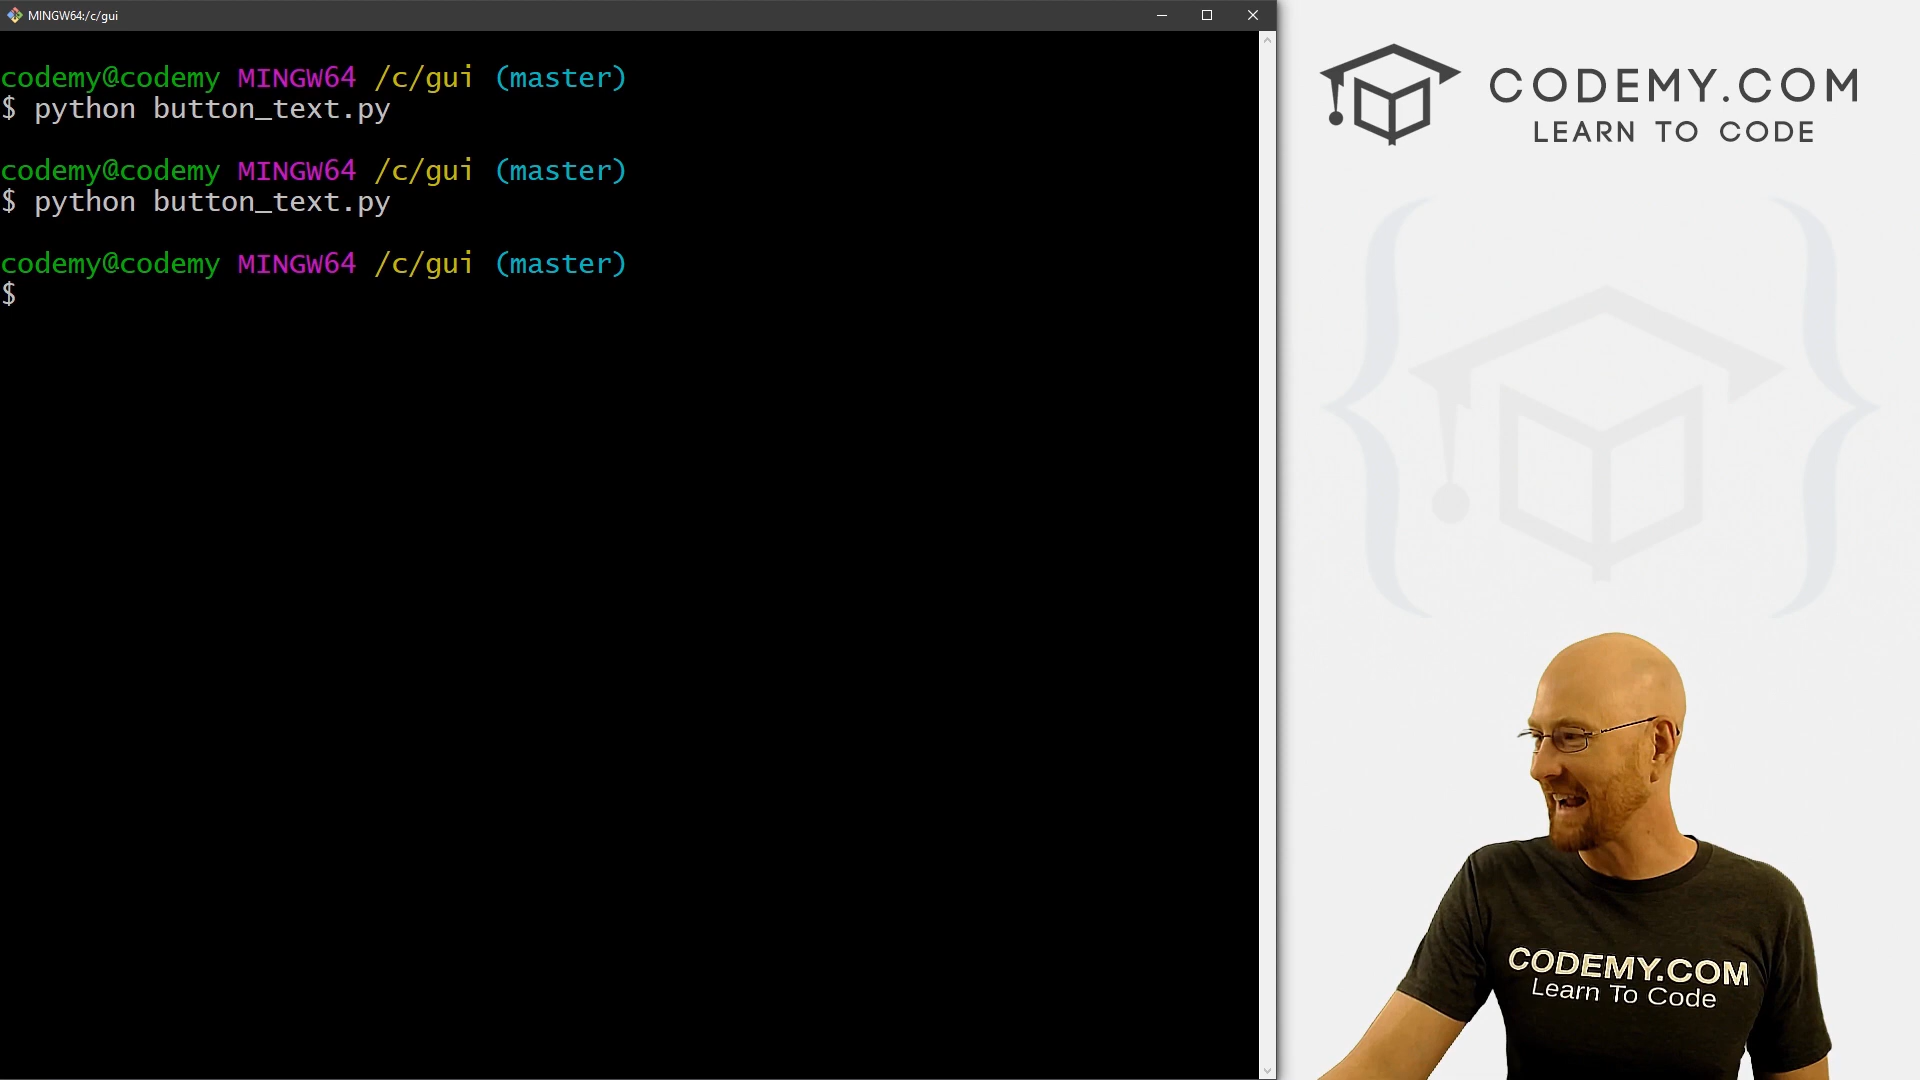 MINGW64:/c/gui
codemy@codemy MINGW64 /c/gui (master)
$ python button_text.py
codemy@codemy MINGW64 /c/gui (master)
$ python button_text.py
codemy@codemy MINGW64 /c/gui (master)
$
CODEMY.COM
LEARN TO CODE
CODEMY.COM
Learn To Code